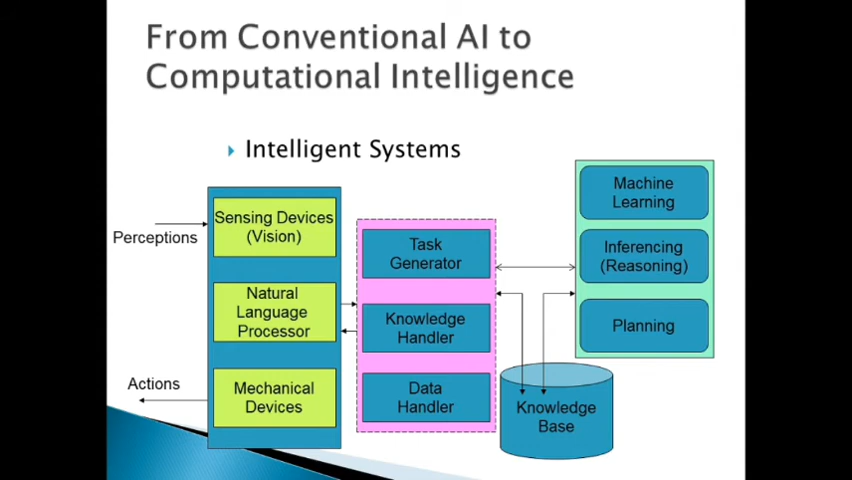 From Conventional AI to
Computational Intelligence
Intelligent Systems
Perceptions
Actions
Sensing Devices
(Vision)
Natural
Language
Processor
Mechanical
Devices
Task
Generator
Knowledge
Handler
Data
Handler
Machine
Learning
Inferencing
(Reasoning)
Planning
Knowledge
Base